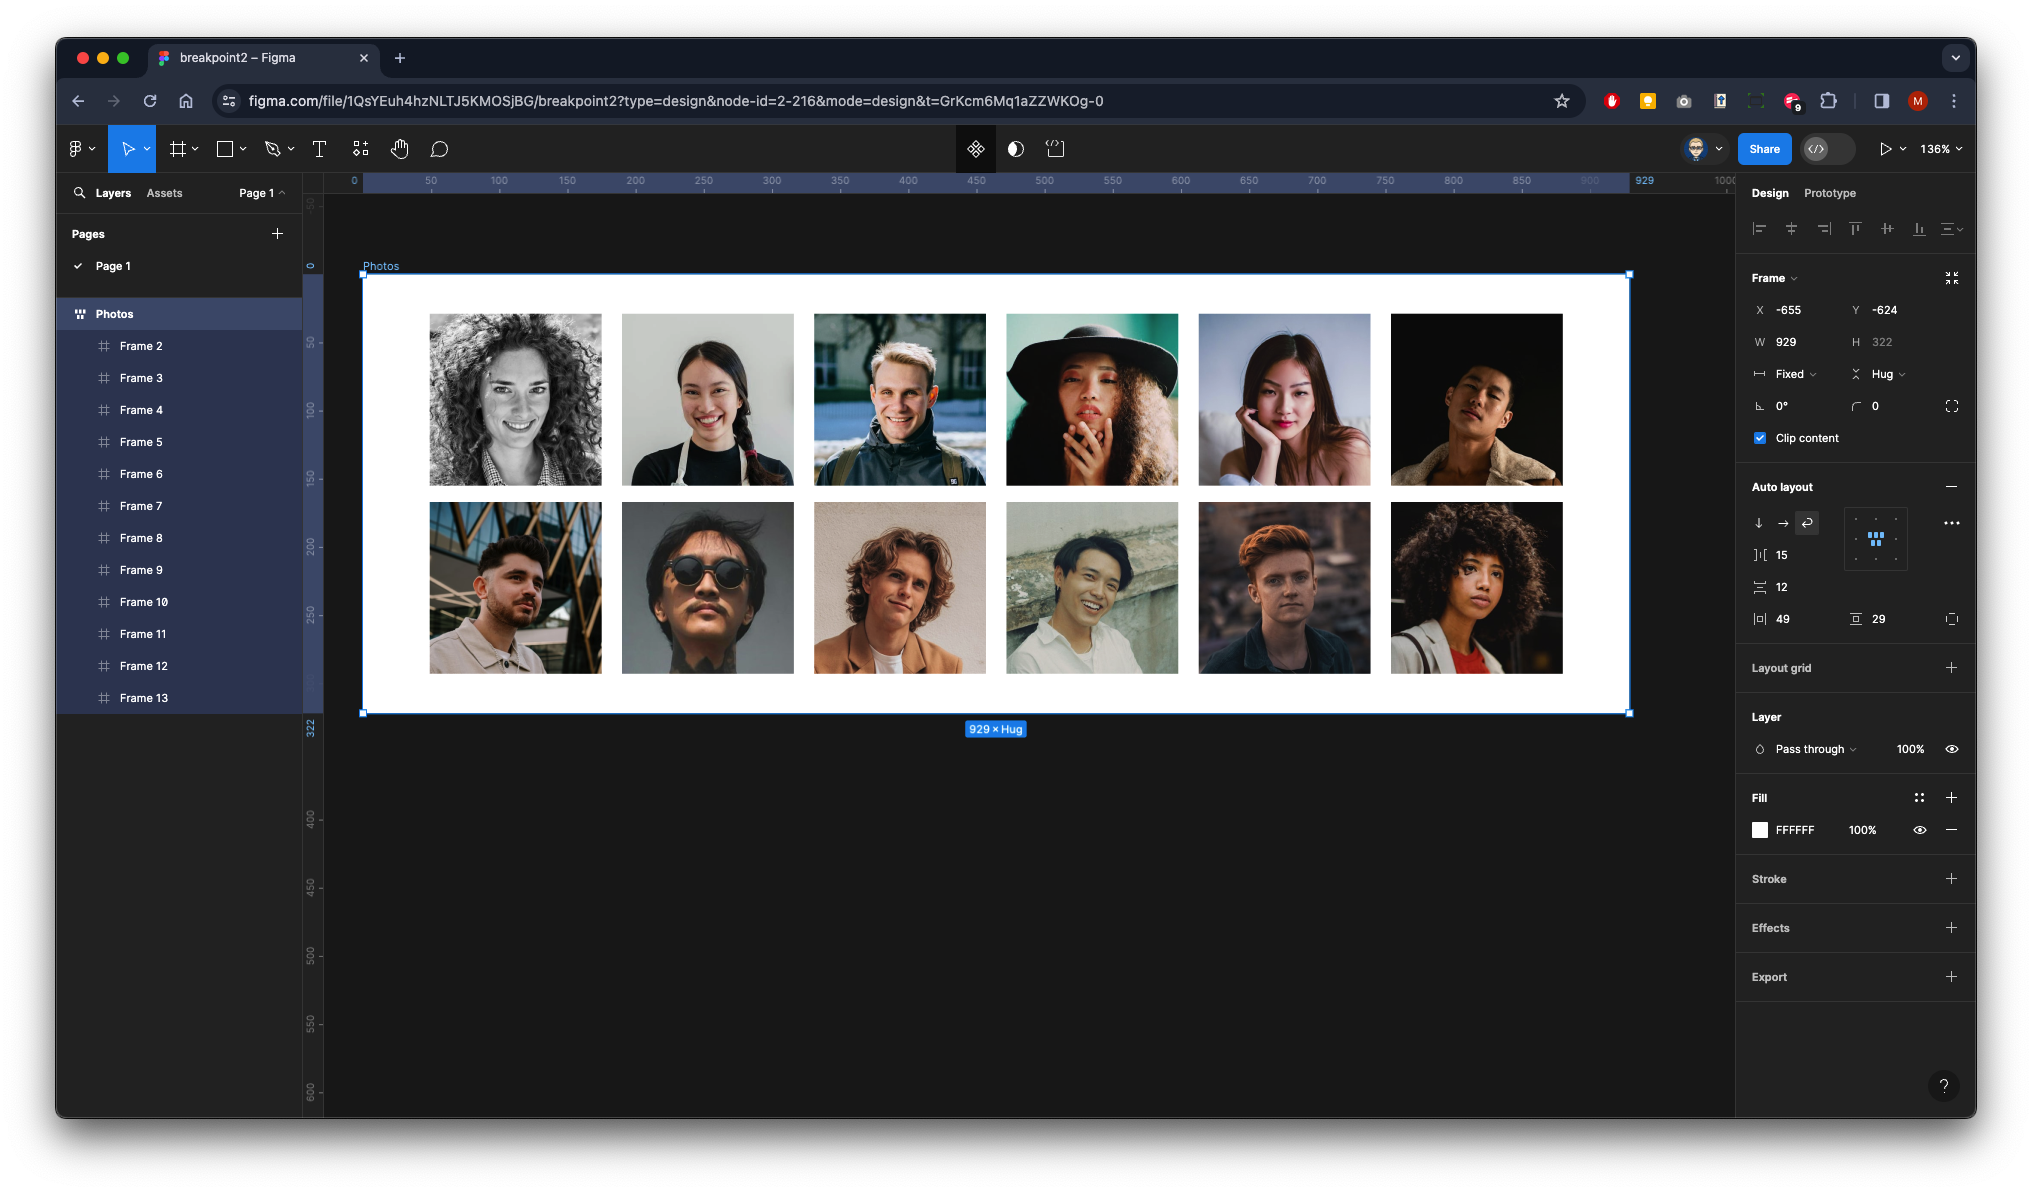 breakpoint2 – Figma
figma.com/file/1QsYEuh4hzNLTJ5KMOSjBG/breakpoint2?type=design&node-id=2-216&mode=design&t=GrKcm6Mq1aZZWKOg-0
9
M
Share
136%
Layers Assets Page 1
0 50 100 150 200 250 300 350 400 450 500 550 600 650 700 750 800 850 900 929 1000
Design Prototype
Pages
Page 1
Photos
Frame 2
Frame 3
Frame 4
Frame 5
Frame 6
Frame 7
Frame 8
Frame 9
Frame 10
Frame 11
Frame 12
Frame 13
-50
0
50
100
150
200
250
322
400
450
500
550
600
Photos
929 × Hug
Frame
X -655 Y -624
W 929 H 322
Fixed Hug
0° 0
Clip content
Auto layout
15
12
49 29
Layout grid
Layer
Pass through 100%
Fill
FFFFFF 100%
Stroke
Effects
Export
?